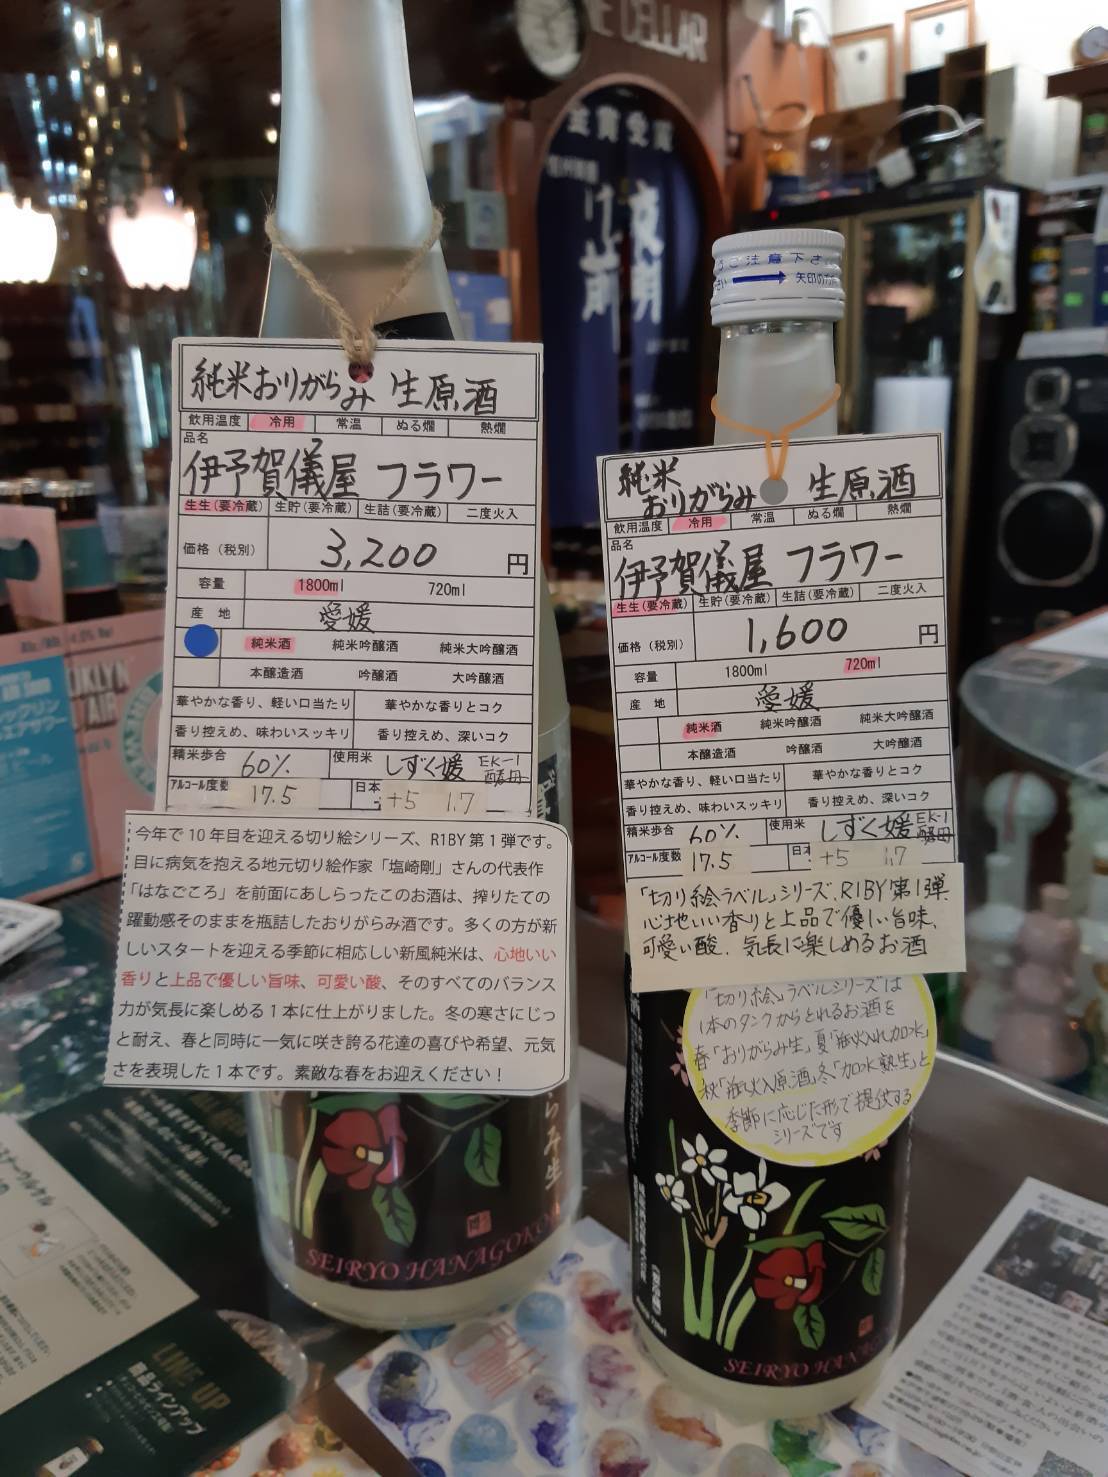 E CELLAR
金賞受賞
純米おりがらみ 生原酒
飲用温度 冷用 常温 ぬる燗 熱燗
品名
伊予賀儀屋 フラワー
生生(要冷蔵) 生貯(要冷蔵) 生詰(要冷蔵) 二度火入
価格(税別) 3,200 円
容量 1800ml 720ml
産 地 愛媛
純米酒 純米吟醸酒 純米大吟醸酒
本醸造酒 吟醸酒 大吟醸酒
華やかな香り、軽い口当たり 華やかな香りとコク
香り控えめ、味わいスッキリ 香り控えめ、深いコク
精米歩合 60% 使用米 しずく媛 EK-1酵母
アルコール度数 17.5 日本 +5 1.7
今年で10年目を迎える切り絵シリーズ、R1BY第1弾です。
目に病気を抱える地元切り絵作家「塩崎剛」さんの代表作
「はなごころ」を前面にあしらったこのお酒は、搾りたての
躍動感そのままを瓶詰したおりがらみ酒です。多くの方が新
しいスタートを迎える季節に相応しい新風純米は、心地いい
香りと上品で優しい旨味、可愛い酸、そのすべてのバランス
力が気長に楽しめる1本に仕上がりました。冬の寒さにじっ
と耐え、春と同時に一気に咲き誇る花達の喜びや希望、元気
さを表現した1本です。素敵な春をお迎えください！
らみ生
SEIRYO HANAGOKO
ご注意下さ
矢印の方
純米
おりがらみ 生原酒
飲用温度 冷用 常温 ぬる燗 熱燗
品名
伊予賀儀屋 フラワー
生生(要冷蔵) 生貯(要冷蔵) 生詰(要冷蔵) 二度火入
価格(税別) 1,600 円
容量 1800ml 720ml
産 地 愛媛
純米酒 純米吟醸酒 純米大吟醸酒
本醸造酒 吟醸酒 大吟醸酒
華やかな香り、軽い口当たり 華やかな香りとコク
香り控えめ、味わいスッキリ 香り控えめ、深いコク
精米歩合 60% 使用米 しずく媛 EK-1酵母
アルコール度数 17.5 日本 +5 1.7
「切り絵ラベル」シリーズ、R1BY第1弾
心地いい香りと上品で優しい旨味、
可愛い酸、気長に楽しめるお酒
「切り絵」ラベルシリーズは
1本のタンクからとれるお酒を
春「おりがらみ生」夏「瓶火入れ加水」
秋「瓶火入原酒」冬「加水熟生」と
季節に応じた形で提供する
シリーズです
SEIRYO HANAG
LINE UP
商品ラインアップ